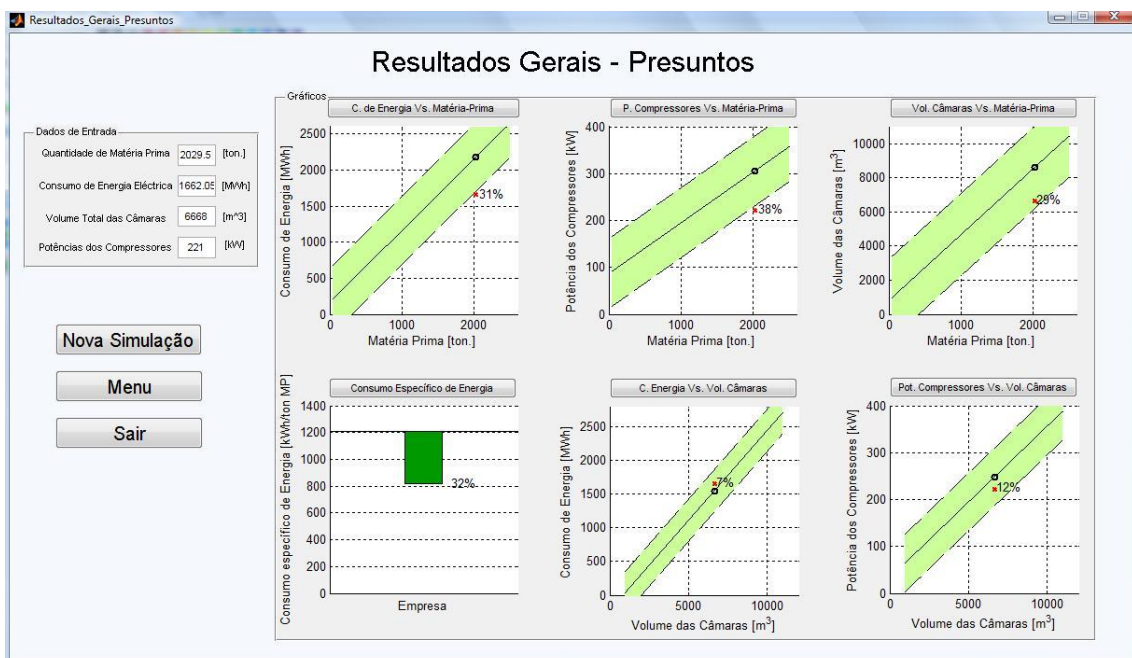 Resultados_Gerais_Presuntos
Resultados Gerais - Presuntos
Dados de Entrada
Quantidade de Matéria Prima 2029.5 [ton.]
Consumo de Energia Eléctrica 1662.05 [MWh]
Volume Total das Câmaras 6668 [m^3]
Potências dos Compressores 221 [kW]
Nova Simulação
Menu
Sair
Gráficos
C. de Energia Vs. Matéria-Prima
Consumo de Energia [MWh]
2500
2000
1500
1000
500
0
31%
0 1000 2000
Matéria Prima [ton.]
P. Compressores Vs. Matéria-Prima
Potência dos Compressores [kW]
400
300
200
100
0
38%
0 1000 2000
Matéria Prima [ton.]
Vol. Câmaras Vs. Matéria-Prima
Volume das Câmaras [m3]
10000
8000
6000
4000
2000
0
29%
0 1000 2000
Matéria Prima [ton.]
Consumo Específico de Energia
Consumo específico de Energia [kWh/ton MP]
1400
1200
1000
800
600
400
200
0
32%
Empresa
C. Energia Vs. Vol. Câmaras
Consumo de Energia [MWh]
2500
2000
1500
1000
500
0
7%
0 5000 10000
Volume das Câmaras [m3]
Pot. Compressores Vs. Vol. Câmaras
Potência dos Compressores [kW]
400
300
200
100
0
12%
0 5000 10000
Volume das Câmaras [m3]